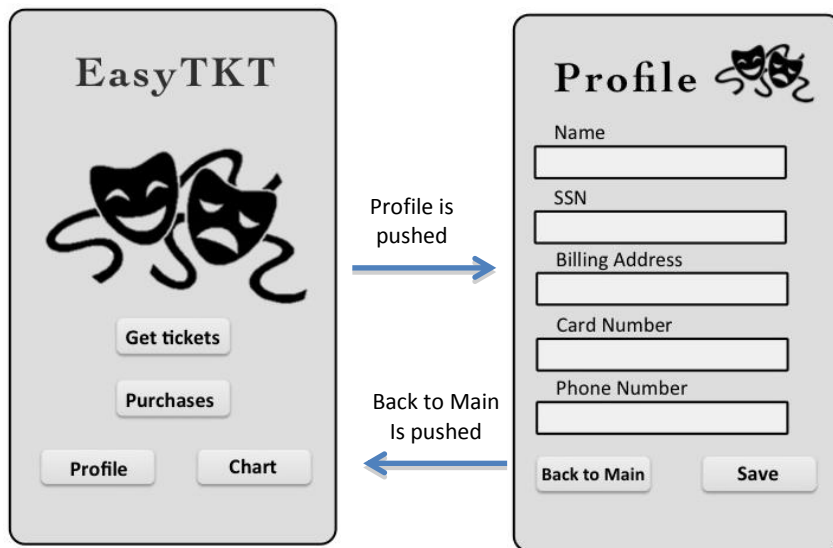 EasyTKT
Get tickets
Purchases
Profile
Chart
Profile is
pushed
Back to Main
Is pushed
Profile
Name
SSN
Billing Address
Card Number
Phone Number
Back to Main
Save